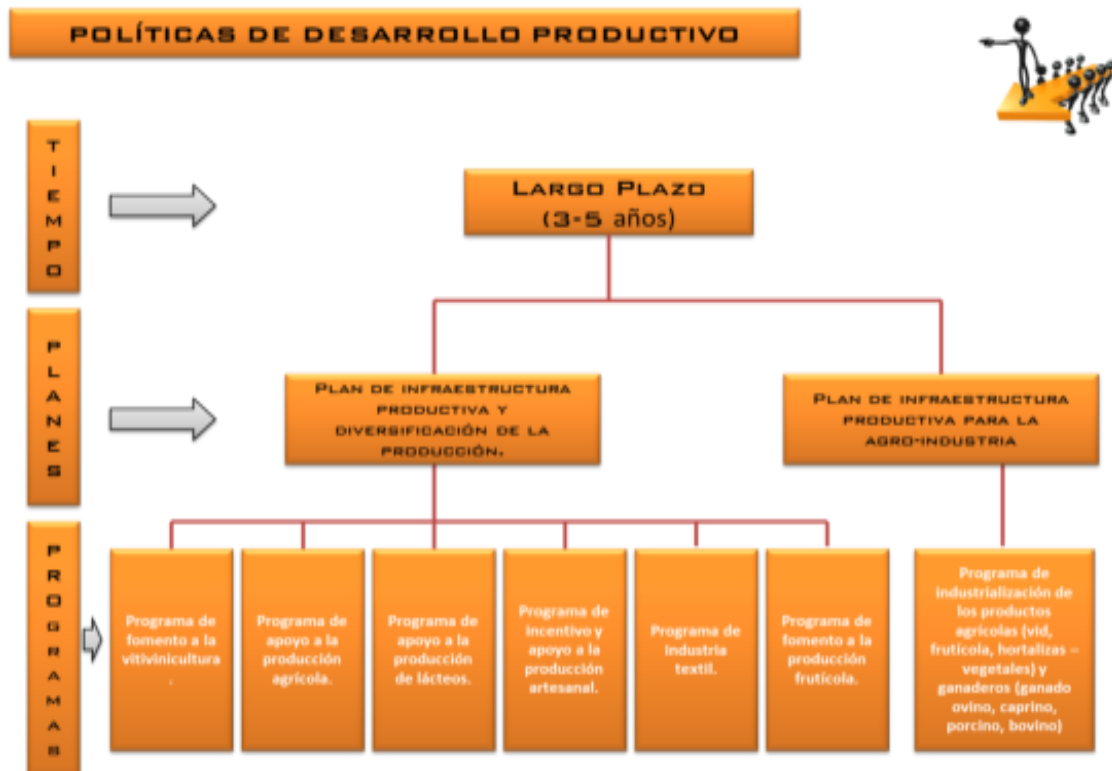 POLÍTICAS DE DESARROLLO PRODUCTIVO
TIEMPO
LARGO PLAZO
(3-5 años)
PLANES
PLAN DE INFRAESTRUCTURA
PRODUCTIVA Y
DIVERSIFICACIÓN DE LA
PRODUCCIÓN.
PLAN DE INFRAESTRUCTURA
PRODUCTIVA PARA LA
AGRO-INDUSTRIA
PROGRAMAS
Programa de
fomento a la
vitivinicultura
.
Programa de
apoyo a la
producción
agrícola.
Programa de
apoyo a la
producción
de lácteos.
Programa de
incentivo y
apoyo a la
producción
artesanal.
Programa de
industria
textil.
Programa de
fomento a la
producción
frutícola.
Programa de
industrialización de
los productos
agrícolas (vid,
frutícola, hortalizas –
vegetales) y
ganaderos (ganado
ovino, caprino,
porcino, bovino)